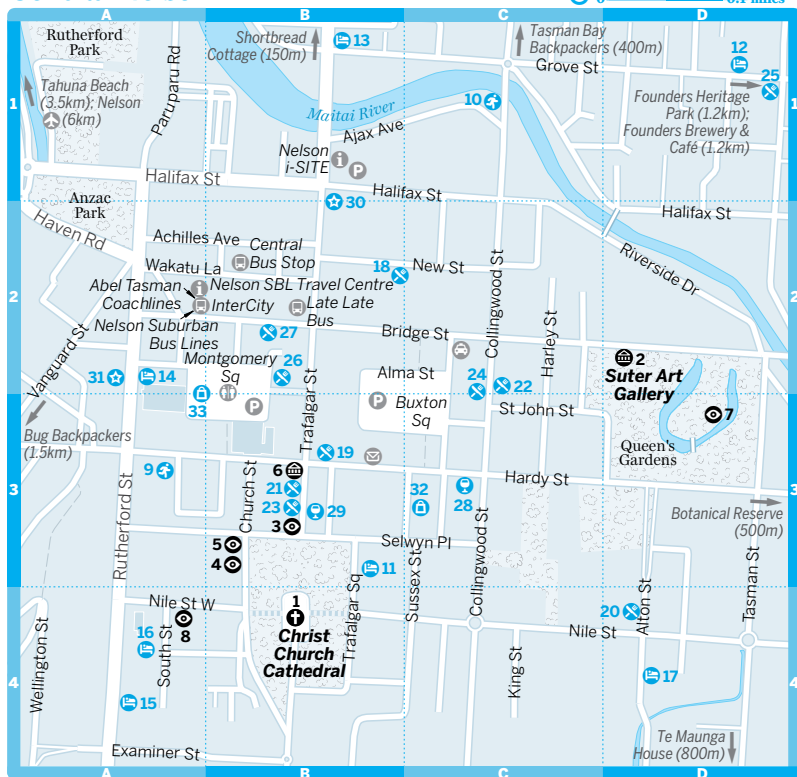 A
B
C
D
Rutherford
Park
Shortbread
Cottage (150m)
13
Tasman Bay
Backpackers (400m)
12
Grove St
25
Tahuna Beach
(3.5km); Nelson
(6km)
Paruparu Rd
Maitai River
10
Founders Heritage
Park (1.2km);
Founders Brewery &
Café (1.2km)
1
1
Ajax Ave
Nelson
i-SITE
P
Halifax St
Halifax St
30
Anzac
Park
Halifax St
Haven Rd
Achilles Ave
Central
Bus Stop
Riverside Dr
Wakatu La
18
New St
Abel Tasman
Coachlines
Nelson SBL Travel Centre
InterCity
Late Late
Bus
2
2
Collingwood St
Harley St
Nelson Suburban
Bus Lines
27
Bridge St
Vanguard St
Montgomery
Sq
26
Trafalgar St
Alma St
2
Suter Art
Gallery
31
14
24
22
33
P
P
Buxton
Sq
St John St
7
Bug Backpackers
(1.5km)
Queen's
Gardens
19
9
Church St
6
Hardy St
3
3
21
32
28
23
29
Botanical Reserve
(500m)
3
Rutherford St
5
Selwyn Pl
4
11
Sussex St
Collingwood St
Alton St
Tasman St
Nile St W
1
Trafalgar Sq
20
8
Christ
Church
Cathedral
Nile St
Wellington St
16
South St
King St
17
4
4
15
Te Maunga
House (800m)
Examiner St
A
B
C
D